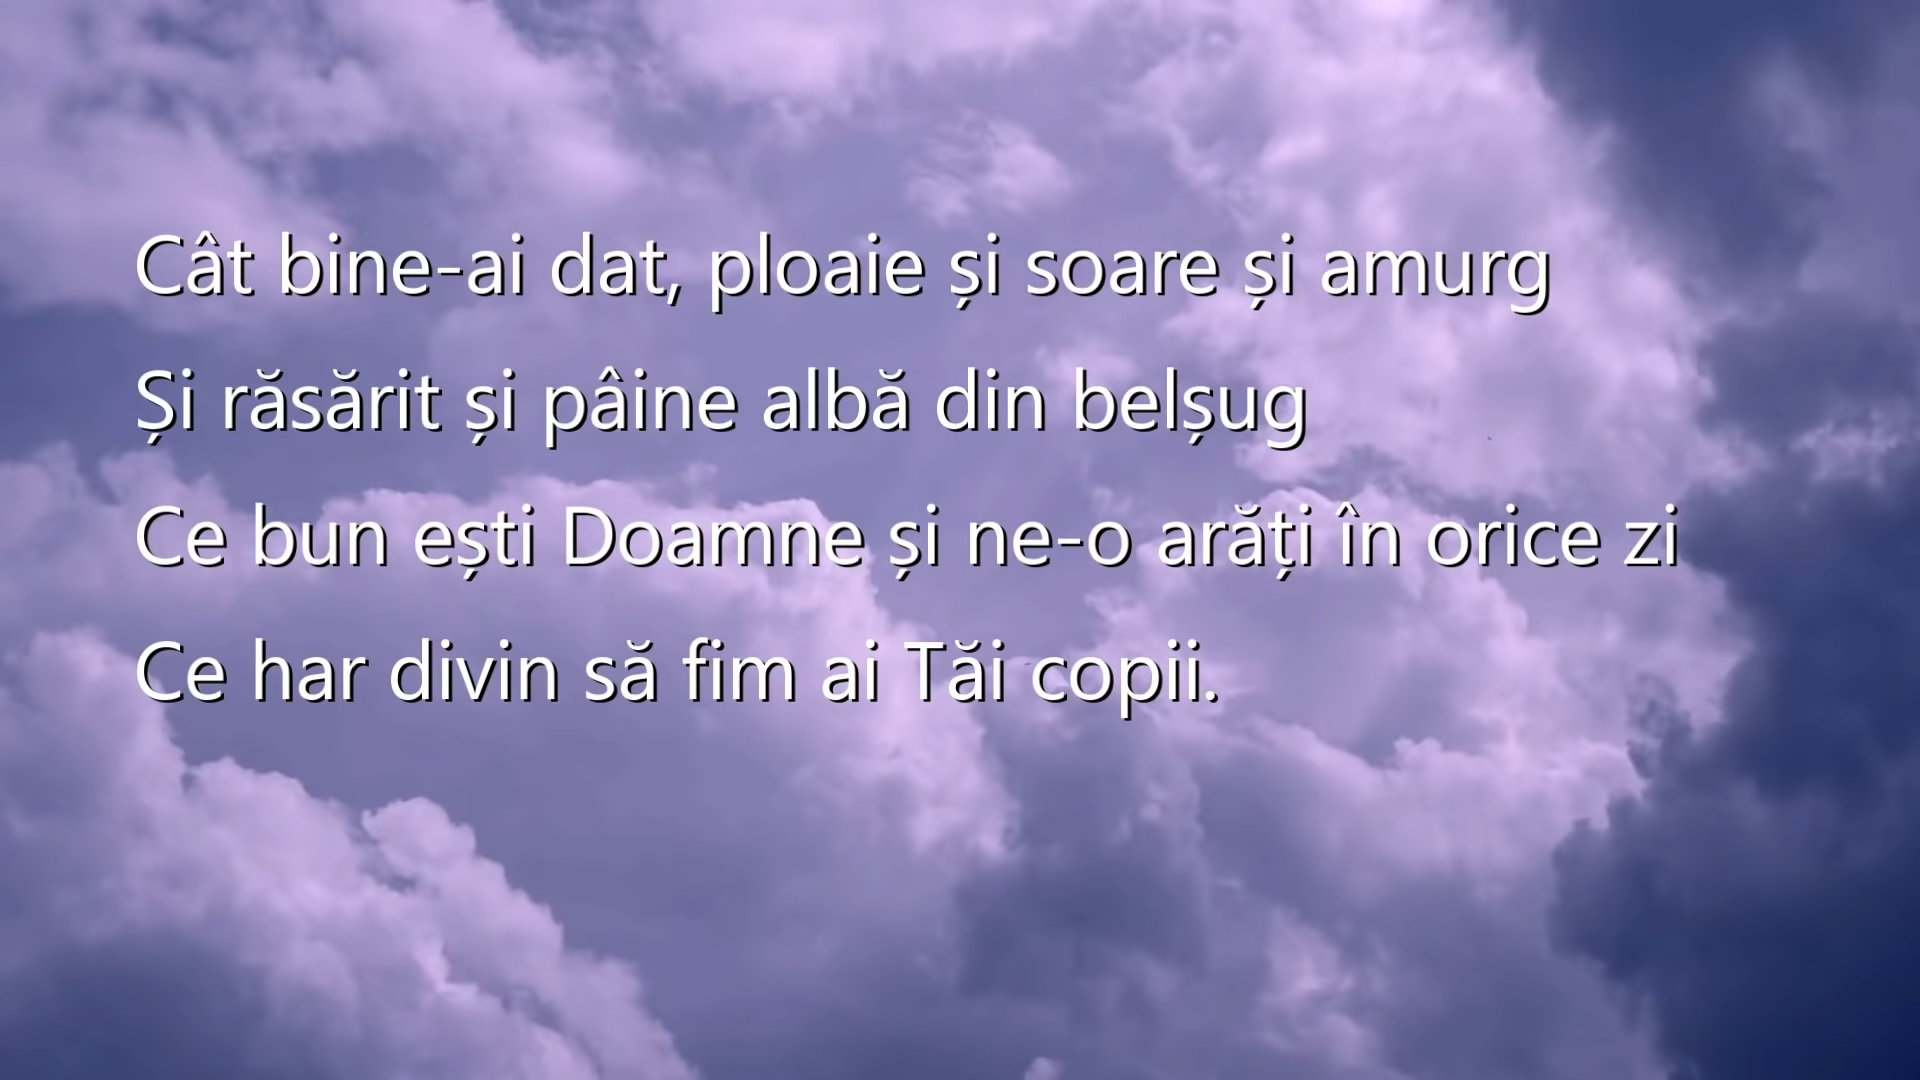 Cât bine-ai dat, ploaie și soare și amurg
Și răsărit și pâine albă din belșug
Ce bun ești Doamne și ne-o arăți în orice zi
Ce har divin să fim ai Tăi copii.